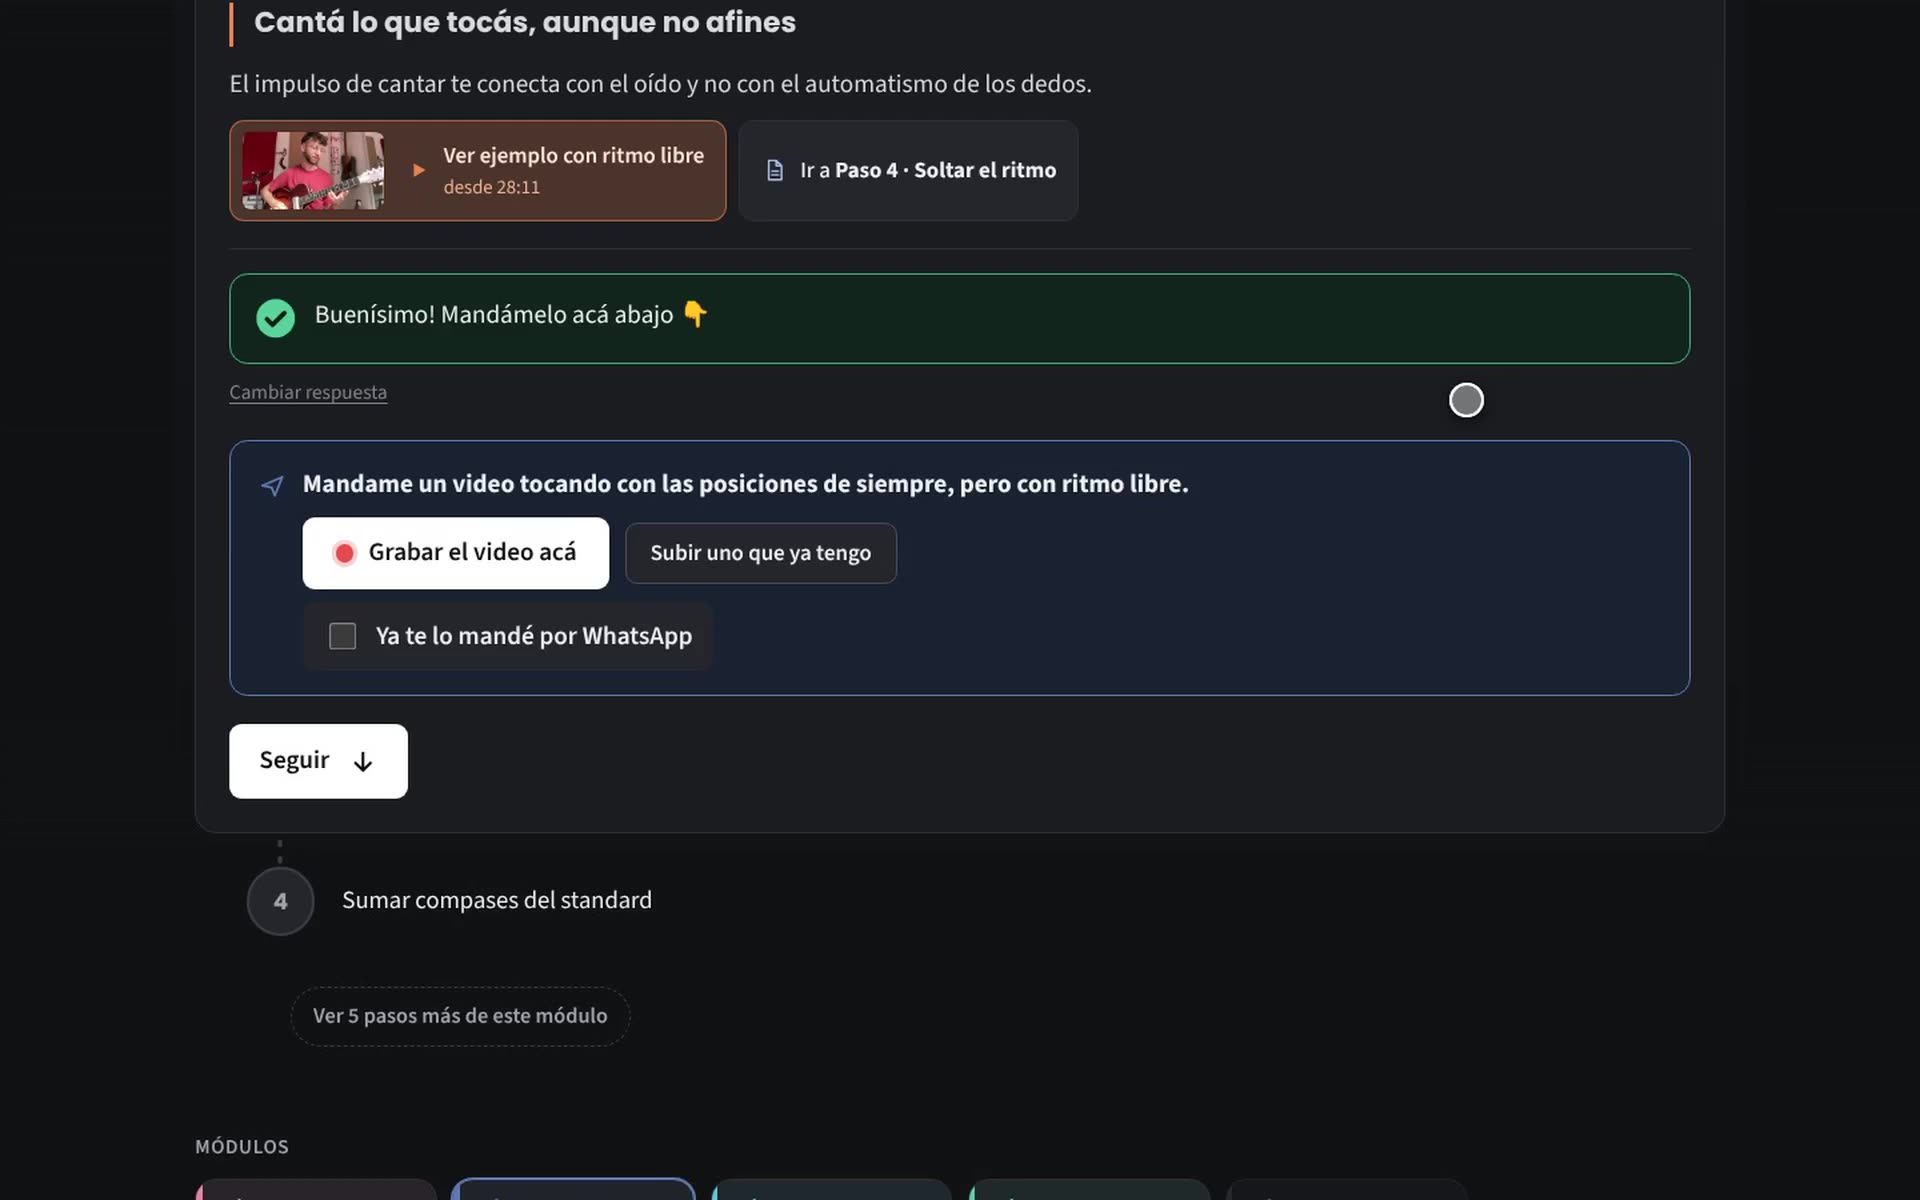 Cantá lo que tocás, aunque no afines
El impulso de cantar te conecta con el oído y no con el automatismo de los dedos.
Ver ejemplo con ritmo libre
desde 28:11
Ir a Paso 4 · Soltar el ritmo
Buenísimo! Mandámelo acá abajo 👇
Cambiar respuesta
Mandame un video tocando con las posiciones de siempre, pero con ritmo libre.
Grabar el video acá
Subir uno que ya tengo
Ya te lo mandé por WhatsApp
Seguir ↓
4
Sumar compases del standard
Ver 5 pasos más de este módulo
MÓDULOS